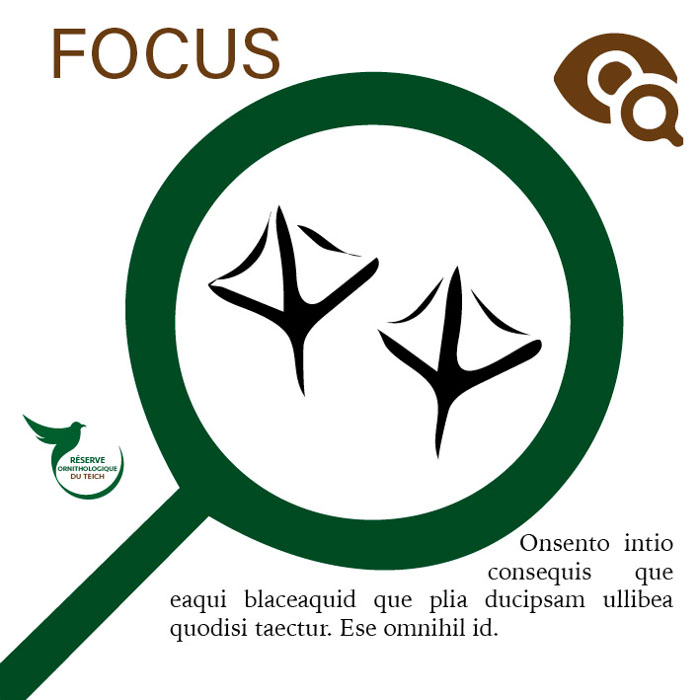 FOCUS
RÉSERVE
ORNITHOLOGIQUE
DU TEICH
Onsento intio
consequis que
eaqui blaceaquid que plia ducipsam ullibea
quodisi taectur. Ese omnihil id.